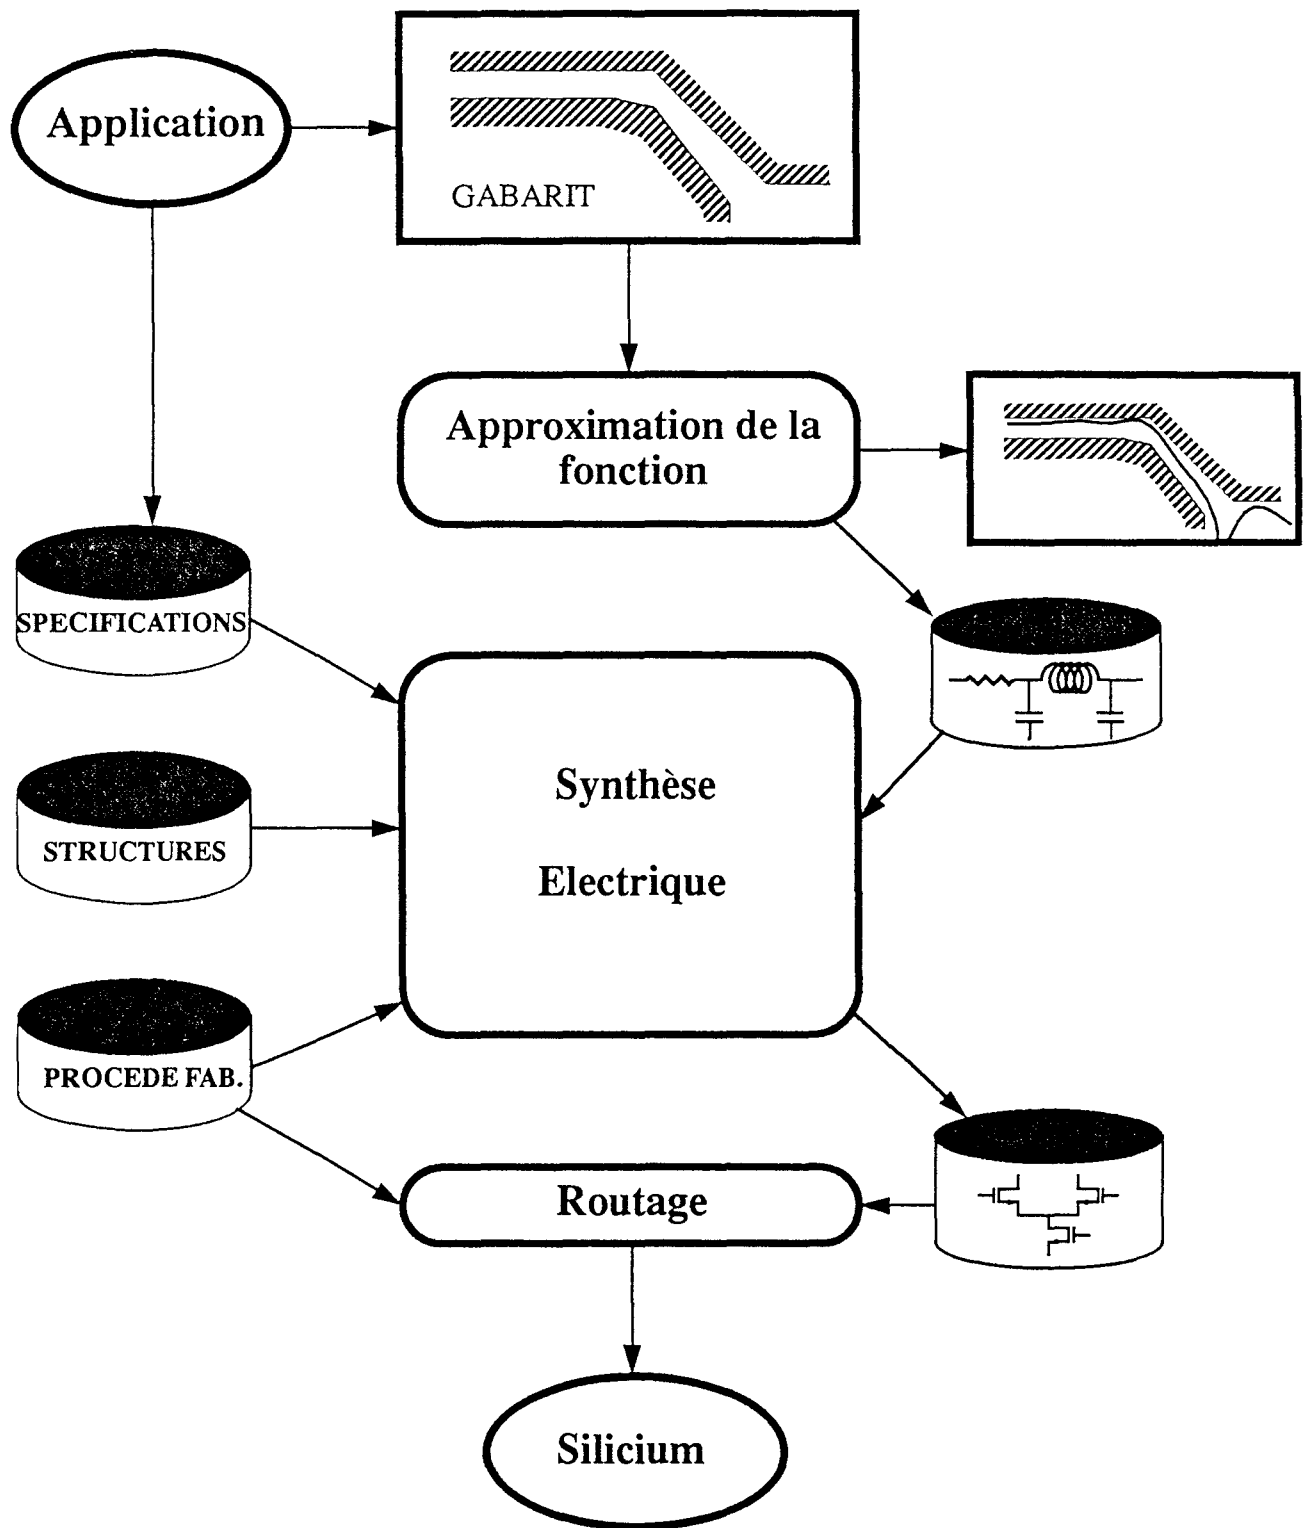 Application
GABARIT
Approximation de la
fonction
SPECIFICATIONS
Synthèse
Electrique
STRUCTURES
PROCEDE FAB.
Routage
Silicium